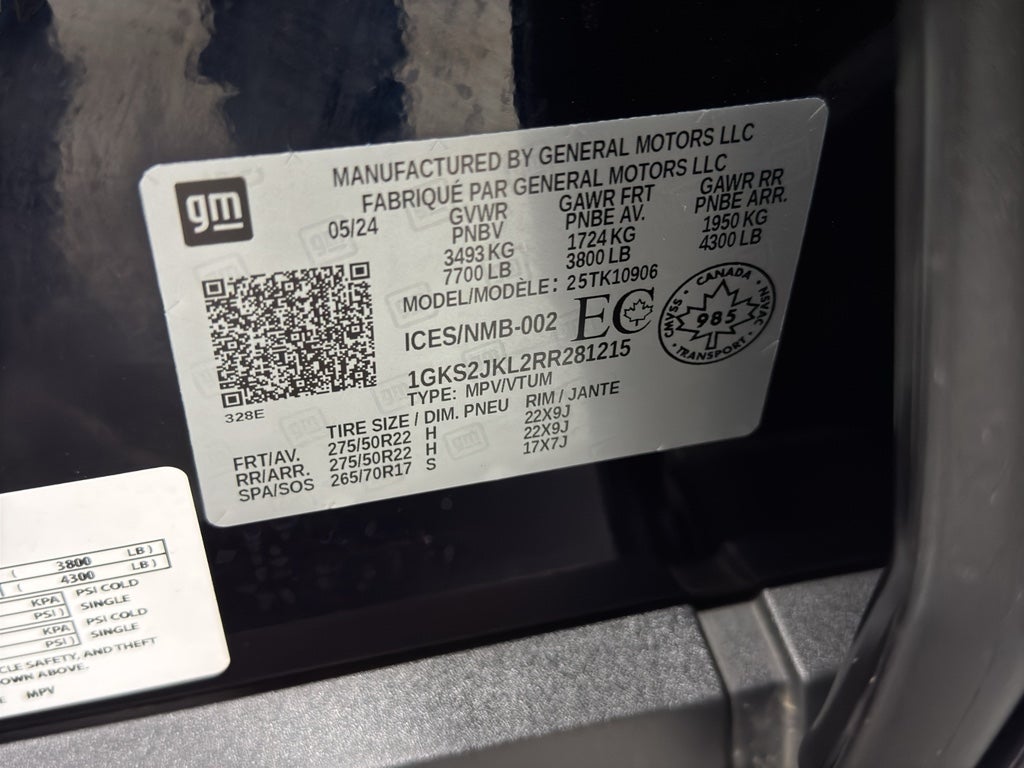 gm
MANUFACTURED BY GENERAL MOTORS LLC
FABRIQUÉ PAR GENERAL MOTORS LLC
05/24 GVWR GAWR FRT GAWR RR
PNBV PNBE AV. PNBE ARR.
3493 KG 1724 KG 1950 KG
7700 LB 3800 LB 4300 LB
MODEL/MODÈLE: 25TK10906
ICES/NMB-002 EC
CANADA
CMVSS 985 NSVAC
TRANSPORT
1GKS2JKL2RR281215
TYPE: MPV/VTUM
328E
TIRE SIZE / DIM. PNEU RIM / JANTE
FRT/AV. 275/50R22 H 22X9J
RR/ARR. 275/50R22 H 22X9J
SPA/SOS 265/70R17 S 17X7J
( 3800 LB )
( 4300 LB )
KPA PSI COLD
PSI ) SINGLE
KPA PSI COLD
PSI ) SINGLE
CLE SAFETY, AND THEFT
OWN ABOVE.
E MPV